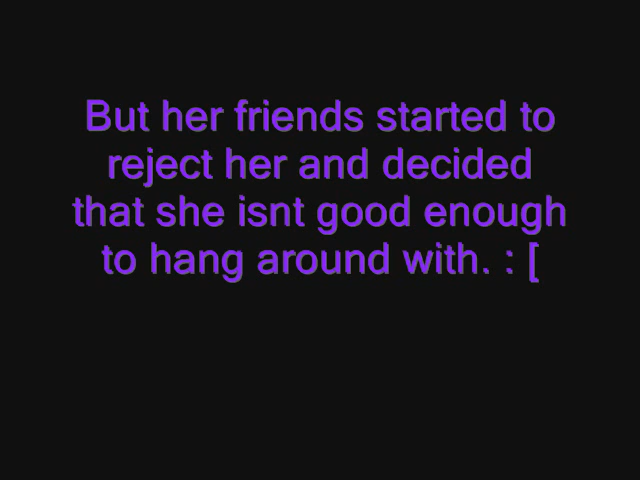 But her friends started to
reject her and decided
that she isnt good enough
to hang around with. : [